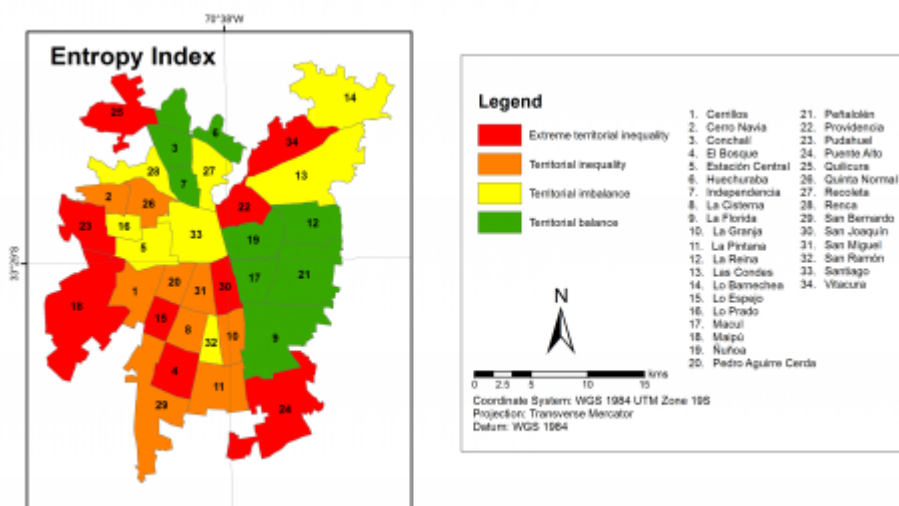 70°38'W
Entropy Index
14
25
6
3
34
28
27
13
7
2
26
22
23
16
12
33
19
5
33°29'S
20
17
21
1
31
30
18
15
8
32
10
9
4
11
29
24
Legend
Extreme territorial inequality
Territorial inequality
Territorial imbalance
Territorial balance
1. Cerrillos
2. Cerro Navia
3. Conchalí
4. El Bosque
5. Estación Central
6. Huechuraba
7. Independencia
8. La Cisterna
9. La Florida
10. La Granja
11. La Pintana
12. La Reina
13. Las Condes
14. Lo Barnechea
15. Lo Espejo
16. Lo Prado
17. Macul
18. Maipú
19. Ñuñoa
20. Pedro Aguirre Cerda
21. Peñalolén
22. Providencia
23. Pudahuel
24. Puente Alto
25. Quilicura
26. Quinta Normal
27. Recoleta
28. Renca
29. San Bernardo
30. San Joaquín
31. San Miguel
32. San Ramón
33. Santiago
34. Vitacura
N
kms
0 2.5 5 10 15
Coordinate System: WGS 1984 UTM Zone 19S
Projection: Transverse Mercator
Datum: WGS 1984